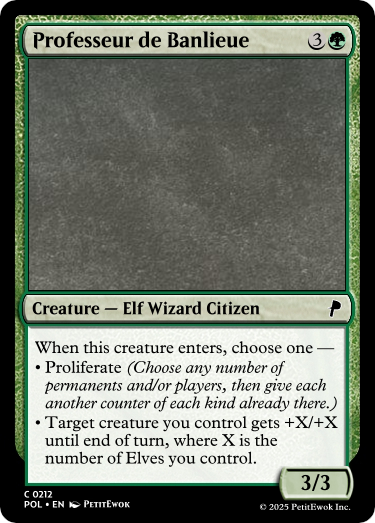 Professeur de Banlieue 3
Creature — Elf Wizard Citizen
When this creature enters, choose one —
• Proliferate (Choose any number of
permanents and/or players, then give each
another counter of each kind already there.)
• Target creature you control gets +X/+X
until end of turn, where X is the
number of Elves you control.
3/3
C 0212
POL • EN PetitEwok
© 2025 PetitEwok Inc.